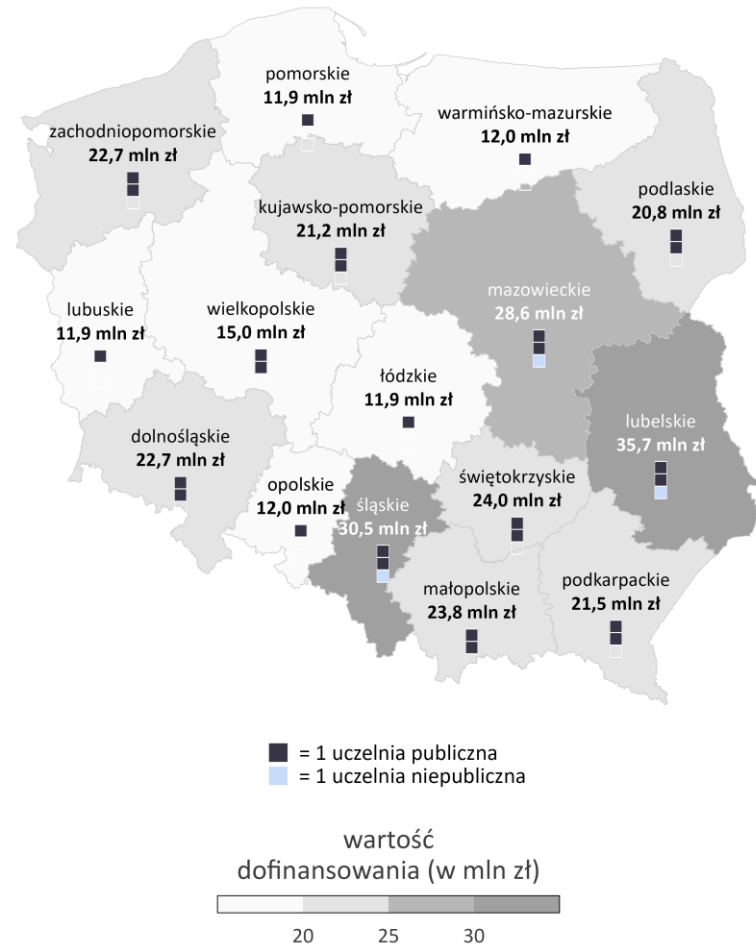 pomorskie
11,9 mln zł
warmińsko-mazurskie
12,0 mln zł
zachodniopomorskie
22,7 mln zł
podlaskie
20,8 mln zł
kujawsko-pomorskie
21,2 mln zł
mazowieckie
28,6 mln zł
lubuskie
11,9 mln zł
wielkopolskie
15,0 mln zł
łódzkie
11,9 mln zł
lubelskie
35,7 mln zł
dolnośląskie
22,7 mln zł
opolskie
12,0 mln zł
śląskie
30,5 mln zł
świętokrzyskie
24,0 mln zł
małopolskie
23,8 mln zł
podkarpackie
21,5 mln zł
= 1 uczelnia publiczna
= 1 uczelnia niepubliczna
wartość
dofinansowania (w mln zł)
20 25 30